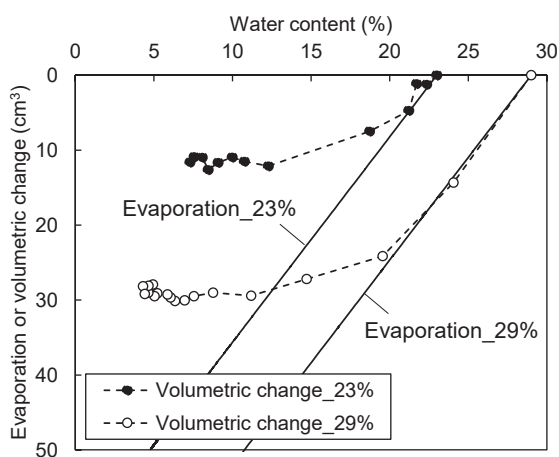 Water content (%)
0 5 10 15 20 25 30
Evaporation or volumetric change (cm³)
0
10
20
30
40
50
Evaporation_23%
Evaporation_29%
Volumetric change_23%
Volumetric change_29%